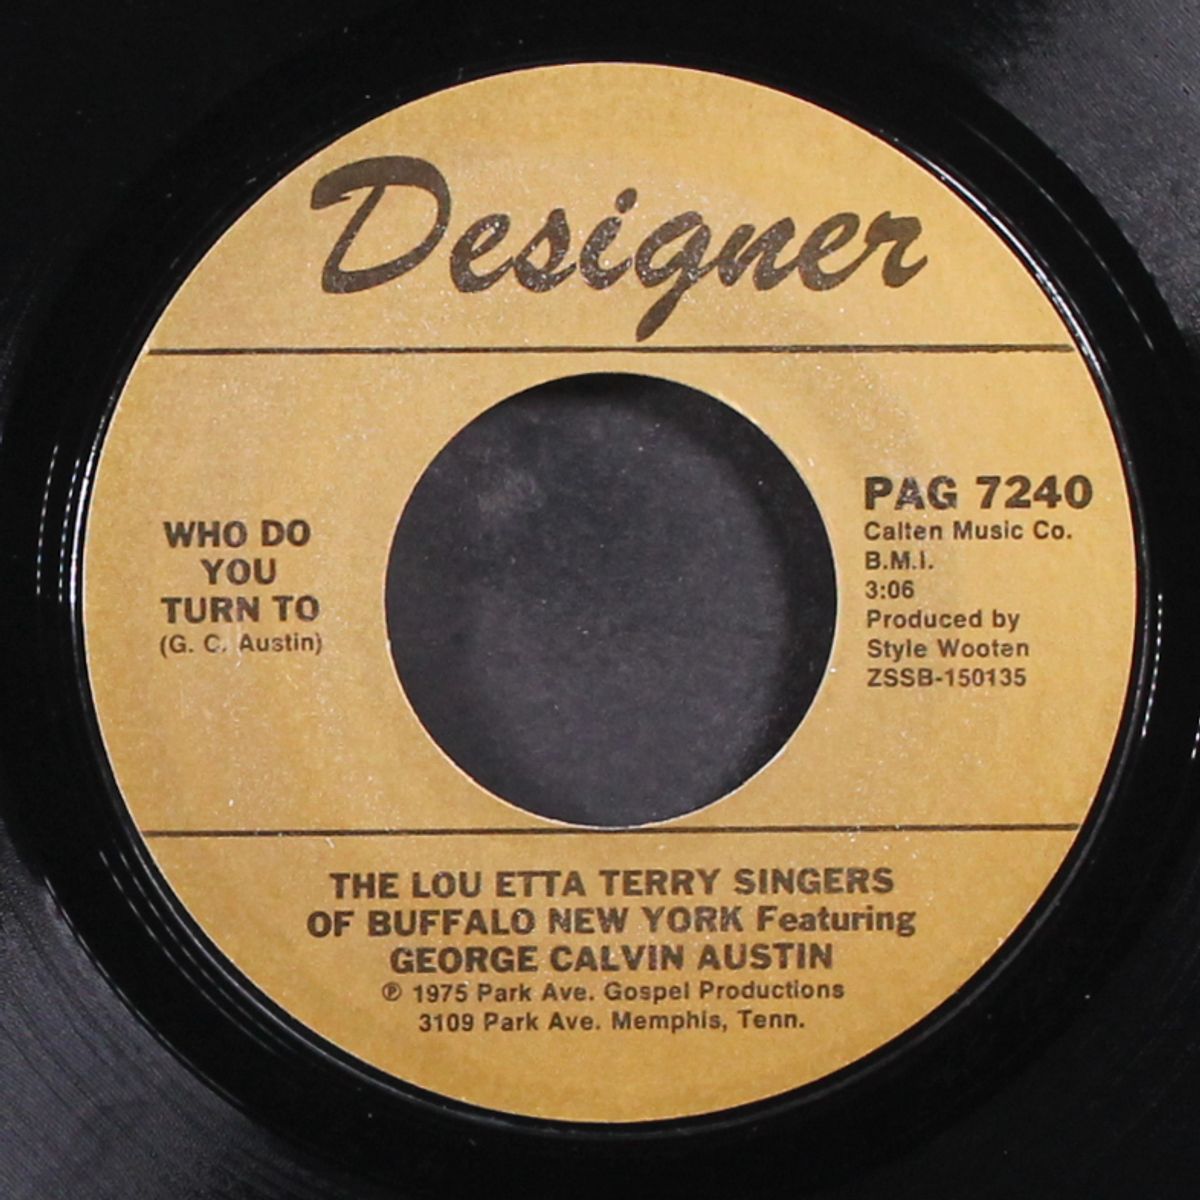 Designer
WHO DO
YOU
TURN TO
(G. C. Austin)
PAG 7240
Calten Music Co.
B.M.I.
3:06
Produced by
Style Wooten
ZSSB-150135
THE LOU ETTA TERRY SINGERS
OF BUFFALO NEW YORK Featuring
GEORGE CALVIN AUSTIN
℗ 1975 Park Ave. Gospel Productions
3109 Park Ave. Memphis, Tenn.